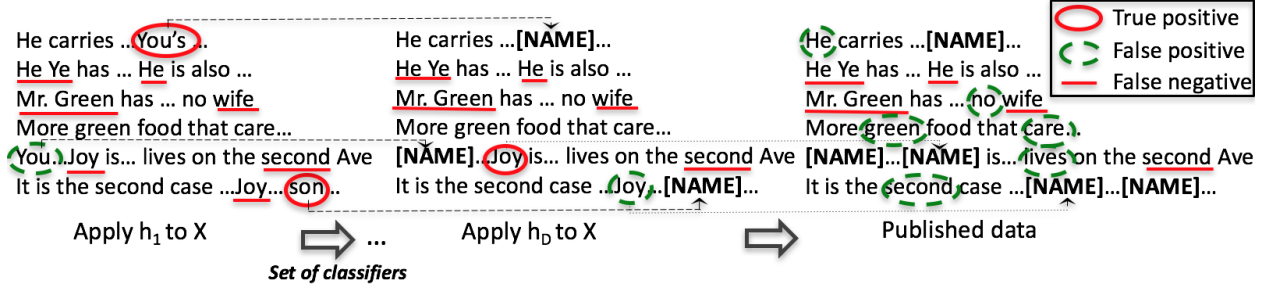 He carries ...You's ...
He Ye has ... He is also ...
Mr. Green has ... no wife
More green food that care...
You...Joy is... lives on the second Ave
It is the second case ...Joy... son...
Apply h1 to X
...
Set of classifiers
He carries ...[NAME]...
He Ye has ... He is also ...
Mr. Green has ... no wife
More green food that care...
[NAME]...Joy is... lives on the second Ave
It is the second case ...Joy...[NAME]...
Apply hD to X
He carries ...[NAME]...
He Ye has ... He is also ...
Mr. Green has ... no wife
More green food that care...
[NAME]...[NAME] is... lives on the second Ave
It is the second case ...[NAME]...[NAME]...
Published data
True positive
False positive
False negative